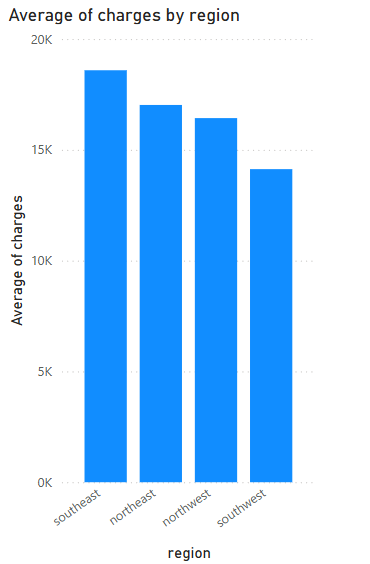 Average of charges by region
20K
15K
10K
5K
0K
Average of charges
southeast
northeast
northwest
southwest
region